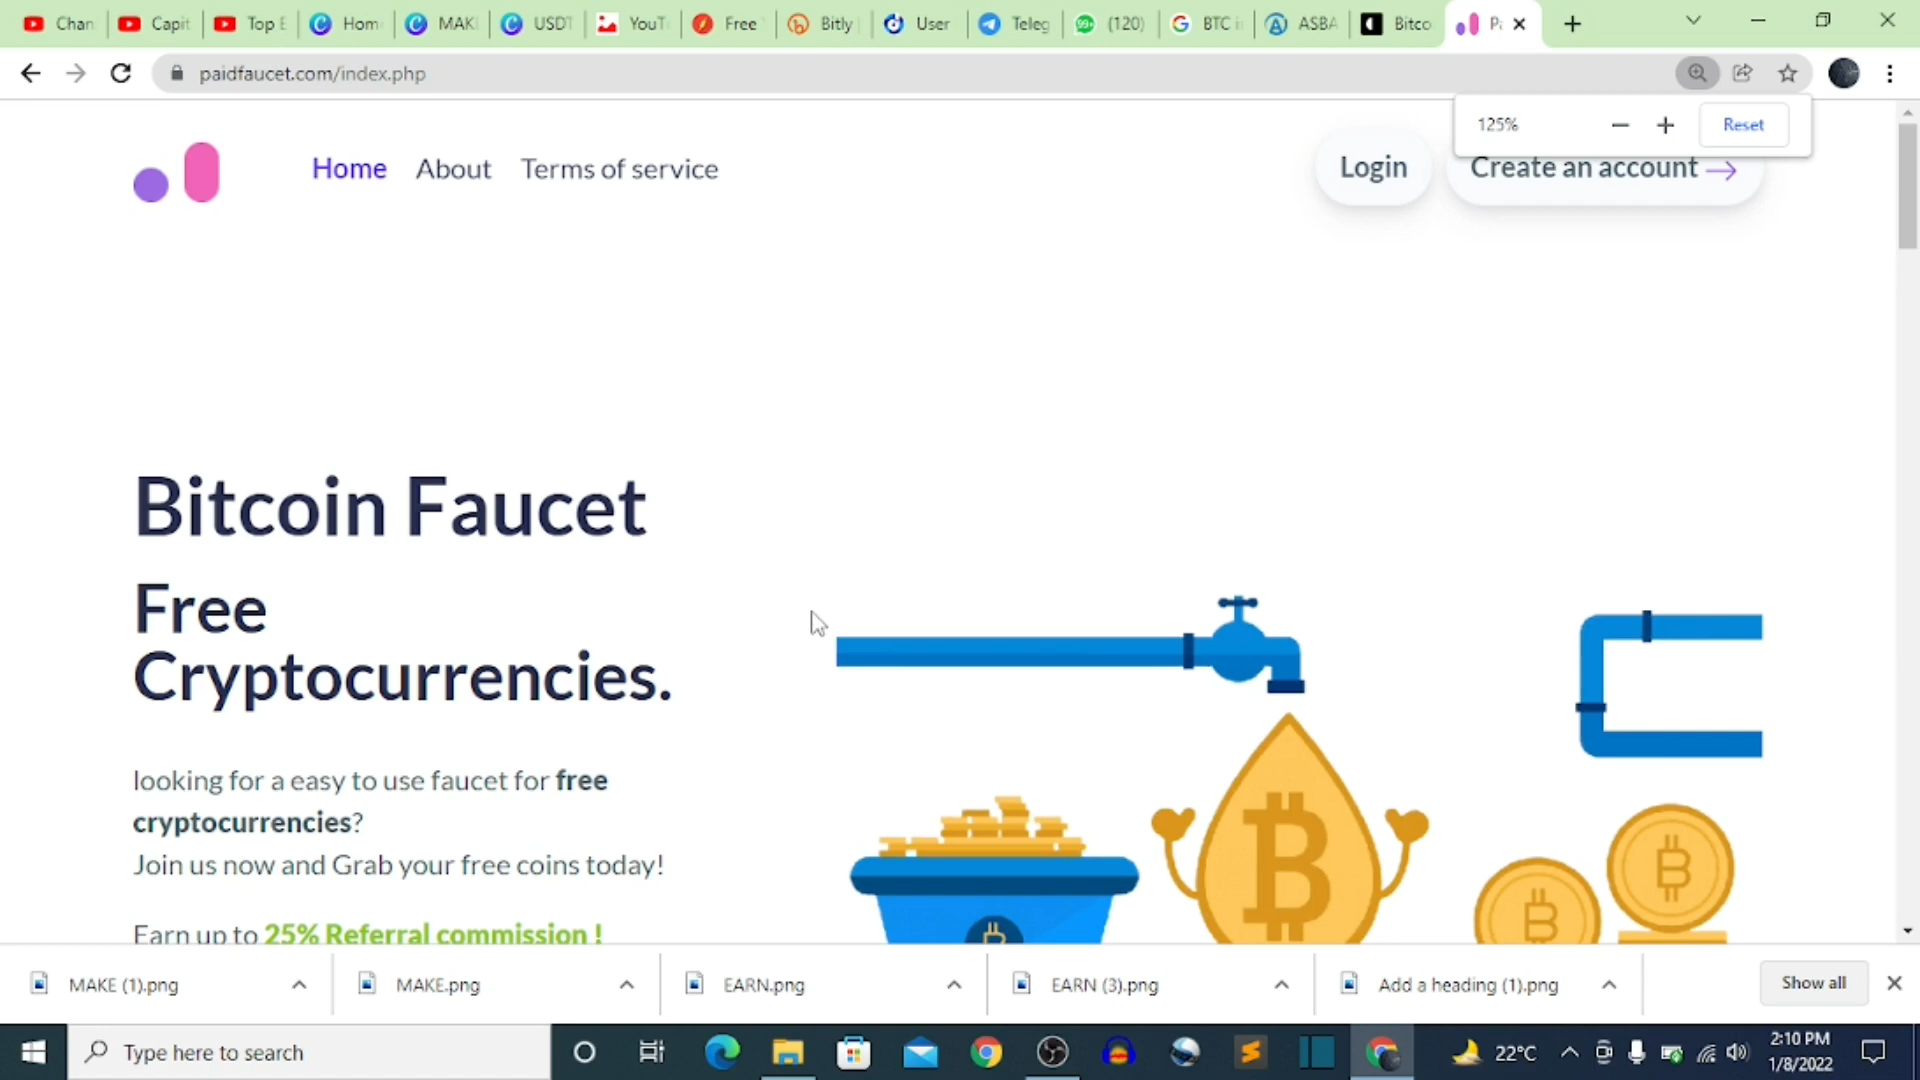 Chan
Capit
Top E
Hom
MAK
USDT
YouT
Free
Bitly
User
Teleg
(120)
BTC i
ASBA
Bitco
paidfaucet.com/index.php
125%
Reset
Home
About
Terms of service
Login
Create an account
Bitcoin Faucet
Free
Cryptocurrencies.
looking for a easy to use faucet for free
cryptocurrencies?
Join us now and Grab your free coins today!
Earn up to 25% Referral commission !
MAKE (1).png
MAKE.png
EARN.png
EARN (3).png
Add a heading (1).png
Show all
Type here to search
22°C
2:10 PM
1/8/2022